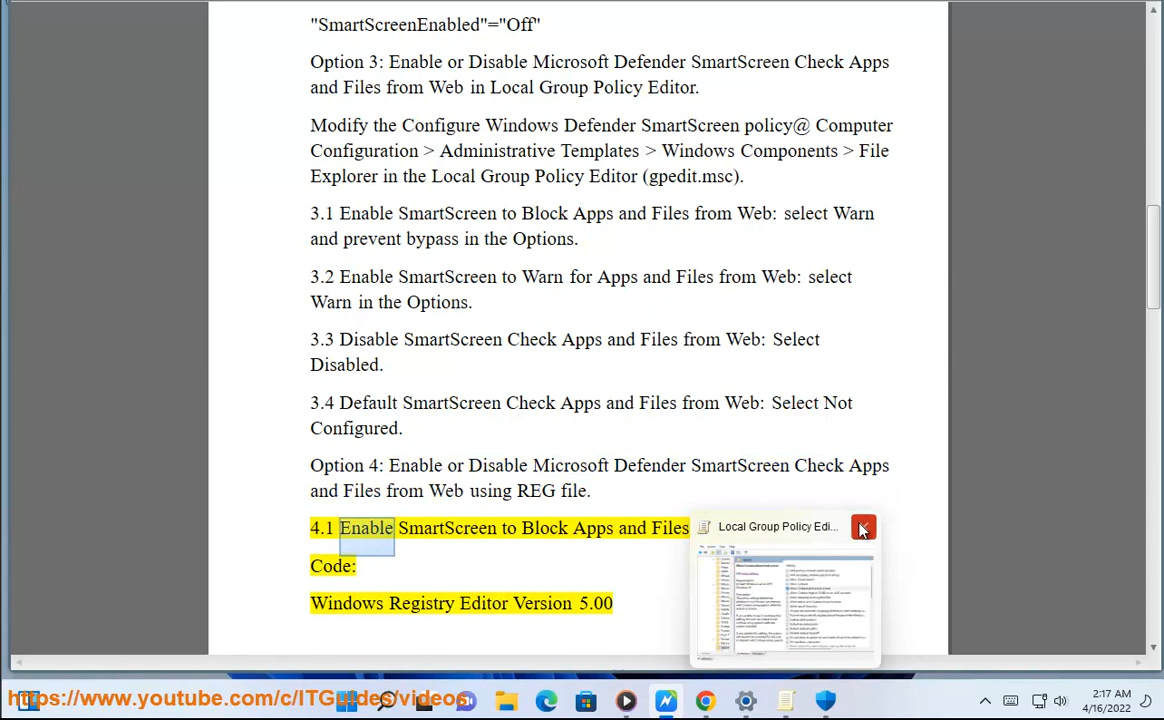 "SmartScreenEnabled"="Off"
Option 3: Enable or Disable Microsoft Defender SmartScreen Check Apps
and Files from Web in Local Group Policy Editor.
Modify the Configure Windows Defender SmartScreen policy@ Computer
Configuration > Administrative Templates > Windows Components > File
Explorer in the Local Group Policy Editor (gpedit.msc).
3.1 Enable SmartScreen to Block Apps and Files from Web: select Warn
and prevent bypass in the Options.
3.2 Enable SmartScreen to Warn for Apps and Files from Web: select
Warn in the Options.
3.3 Disable SmartScreen Check Apps and Files from Web: Select
Disabled.
3.4 Default SmartScreen Check Apps and Files from Web: Select Not
Configured.
Option 4: Enable or Disable Microsoft Defender SmartScreen Check Apps
and Files from Web using REG file.
4.1 Enable SmartScreen to Block Apps and Files
Local Group Policy Edi...
Code:
Windows Registry Editor Version 5.00
https://www.youtube.com/c/ITGuides/videos
2:17 AM
4/16/2022